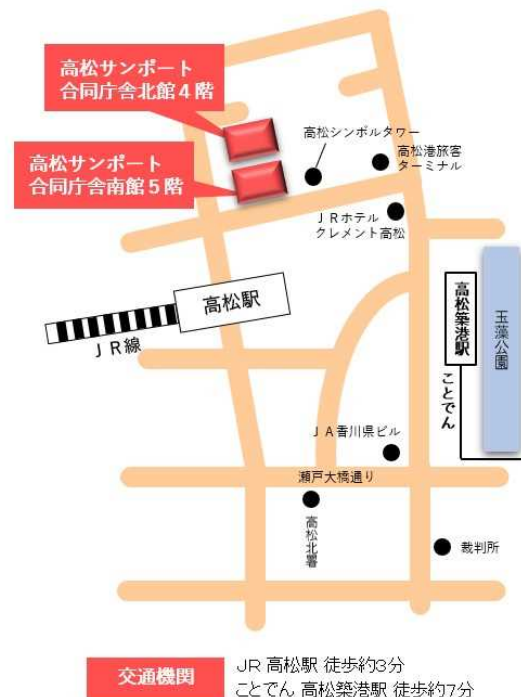 高松サンポート
合同庁舎北館４階
高松サンポート
合同庁舎南館５階
高松シンボルタワー
高松港旅客
ターミナル
ＪＲホテル
クレメント高松
高松駅
ＪＲ線
高松築港駅
玉藻公園
ことでん
ＪＡ香川県ビル
瀬戸大橋通り
高松北署
裁判所
交通機関
JR 高松駅 徒歩約3分
ことでん 高松築港駅 徒歩約7分